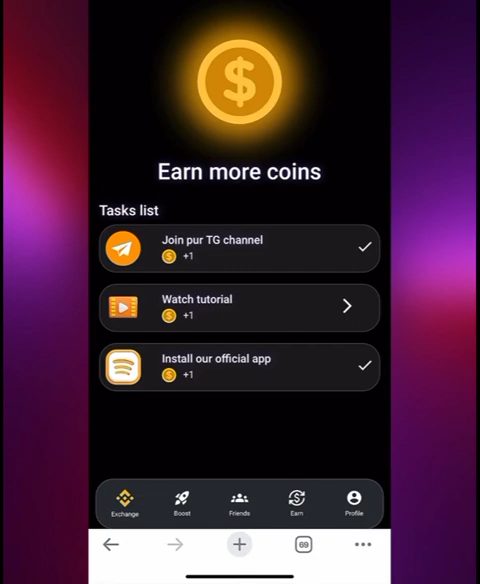 Earn more coins
Tasks list
Join pur TG channel
+1
Watch tutorial
+1
Install our official app
+1
Exchange Boost Friends Earn Profile
69